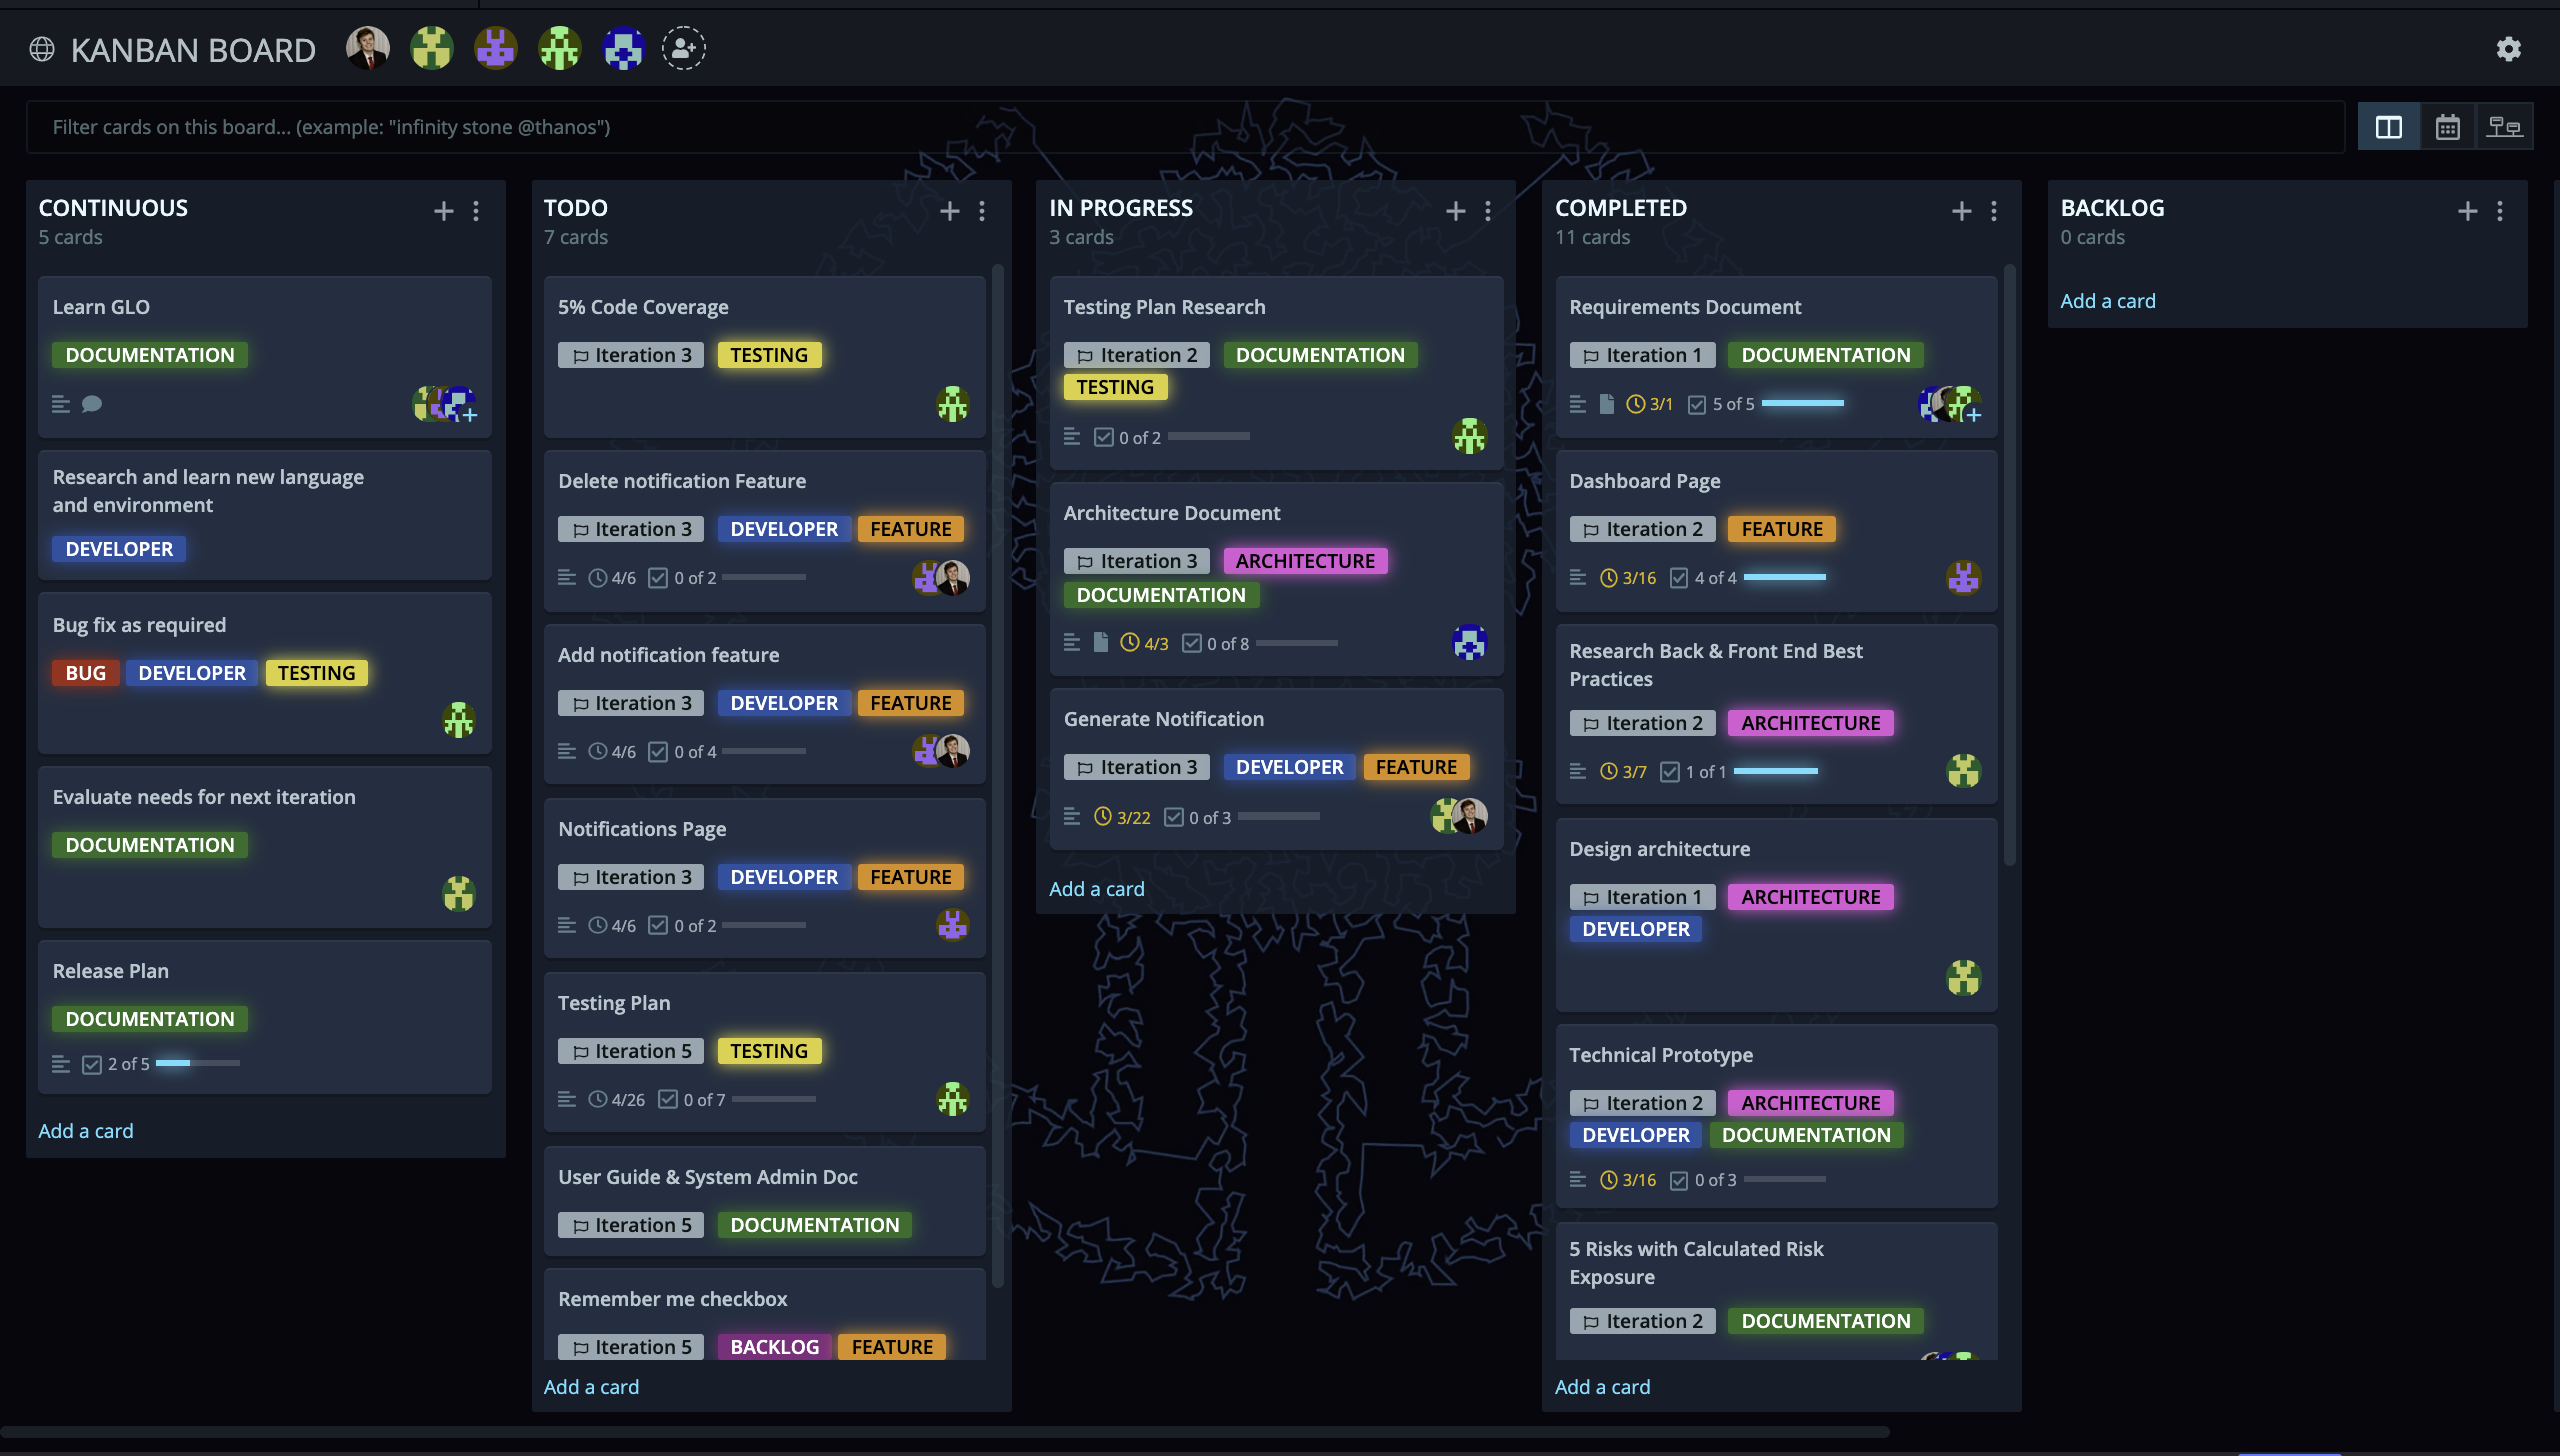 KANBAN BOARD
Filter cards on this board... (example: "infinity stone @thanos")
CONTINUOUS
5 cards
Learn GLO
DOCUMENTATION
Research and learn new language
and environment
DEVELOPER
Bug fix as required
BUG DEVELOPER TESTING
Evaluate needs for next iteration
DOCUMENTATION
Release Plan
DOCUMENTATION
2 of 5
Add a card
TODO
7 cards
5% Code Coverage
Iteration 3 TESTING
Delete notification Feature
Iteration 3 DEVELOPER FEATURE
4/6 0 of 2
Add notification feature
Iteration 3 DEVELOPER FEATURE
4/6 0 of 4
Notifications Page
Iteration 3 DEVELOPER FEATURE
4/6 0 of 2
Testing Plan
Iteration 5 TESTING
4/26 0 of 7
User Guide & System Admin Doc
Iteration 5 DOCUMENTATION
Remember me checkbox
Iteration 5 BACKLOG FEATURE
Add a card
IN PROGRESS
3 cards
Testing Plan Research
Iteration 2 DOCUMENTATION
TESTING
0 of 2
Architecture Document
Iteration 3 ARCHITECTURE
DOCUMENTATION
4/3 0 of 8
Generate Notification
Iteration 3 DEVELOPER FEATURE
3/22 0 of 3
Add a card
COMPLETED
11 cards
Requirements Document
Iteration 1 DOCUMENTATION
3/1 5 of 5
Dashboard Page
Iteration 2 FEATURE
3/16 4 of 4
Research Back & Front End Best
Practices
Iteration 2 ARCHITECTURE
3/7 1 of 1
Design architecture
Iteration 1 ARCHITECTURE
DEVELOPER
Technical Prototype
Iteration 2 ARCHITECTURE
DEVELOPER DOCUMENTATION
3/16 0 of 3
5 Risks with Calculated Risk
Exposure
Iteration 2 DOCUMENTATION
Add a card
BACKLOG
0 cards
Add a card